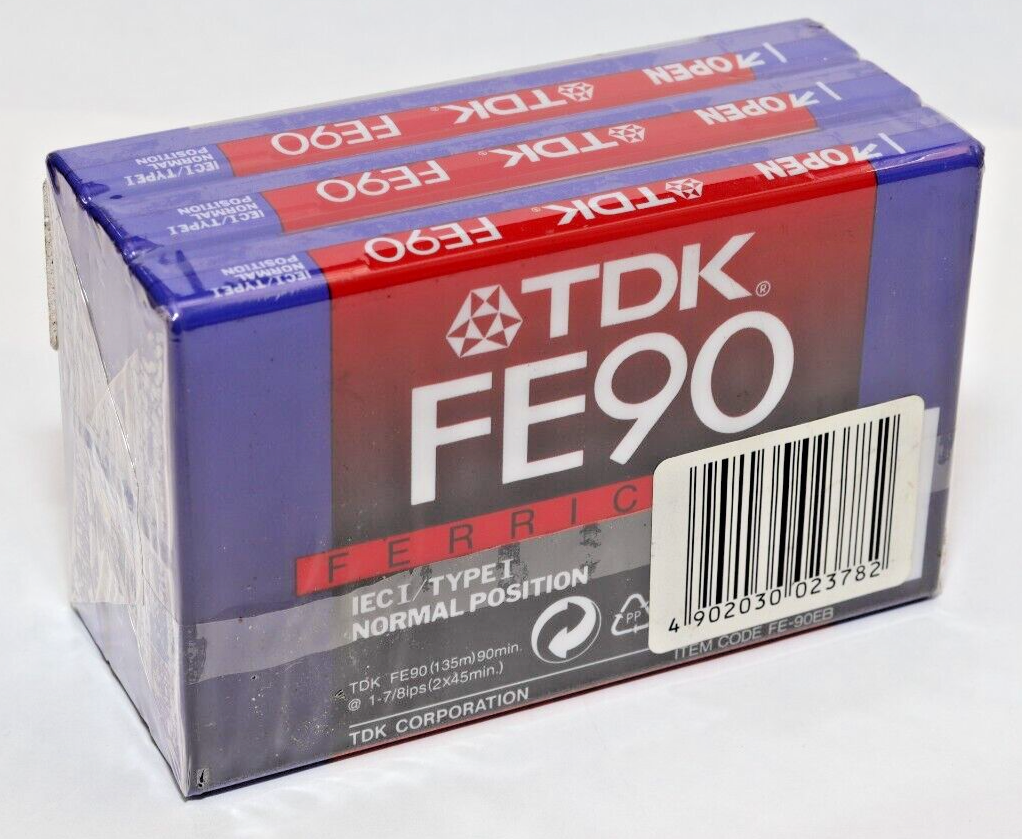 OPEN TDK® FE90 IEC I/TYPE I NORMAL POSITION
OPEN TDK® FE90 IEC I/TYPE I NORMAL POSITION
OPEN TDK® FE90 IEC I/TYPE I NORMAL POSITION
TDK®
FE90
FERRIC
IEC I/TYPE I
NORMAL POSITION
PP
TDK FE90(135m)90min.
@ 1-7/8ips(2x45min.)
TDK CORPORATION
4 902030 023782
ITEM CODE FE-90EB